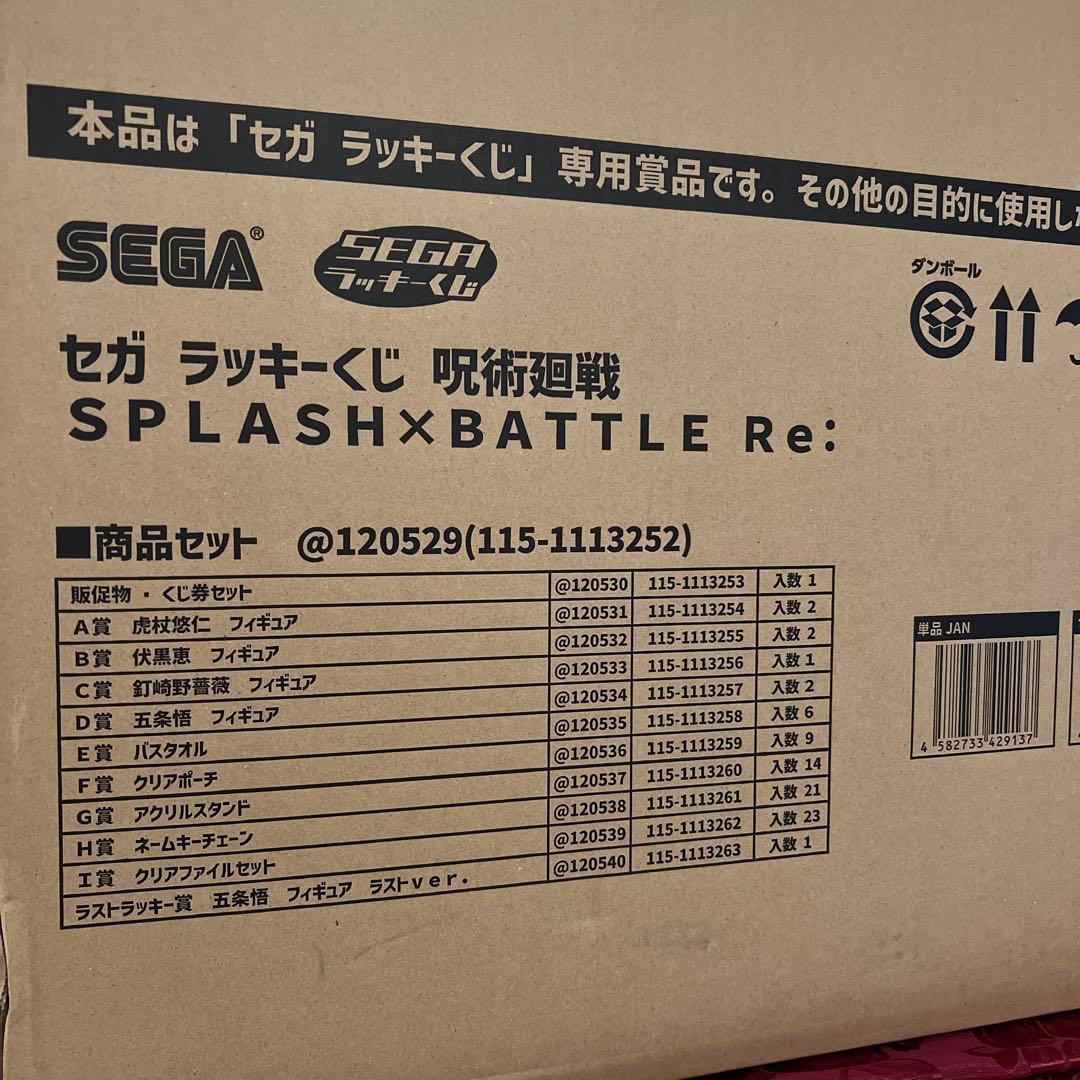 本品は「セガ ラッキーくじ」専用賞品です。その他の目的に使用し
SEGA®
SEGA
ラッキーくじ
ダンボール
セガ ラッキーくじ 呪術廻戦
SPLASH×BATTLE Re:
■商品セット @120529(115-1113252)
販促物・くじ券セット @120530 115-1113253 入数 1
A賞 虎杖悠仁 フィギュア @120531 115-1113254 入数 2
B賞 伏黒恵 フィギュア @120532 115-1113255 入数 2
C賞 釘崎野薔薇 フィギュア @120533 115-1113256 入数 1
D賞 五条悟 フィギュア @120534 115-1113257 入数 2
E賞 バスタオル @120535 115-1113258 入数 6
F賞 クリアポーチ @120536 115-1113259 入数 9
G賞 アクリルスタンド @120537 115-1113260 入数 14
H賞 ネームキーチェーン @120538 115-1113261 入数 21
I賞 クリアファイルセット @120539 115-1113262 入数 23
ラストラッキー賞 五条悟 フィギュア ラストver. @120540 115-1113263 入数 1
単品 JAN
4 582733 429137